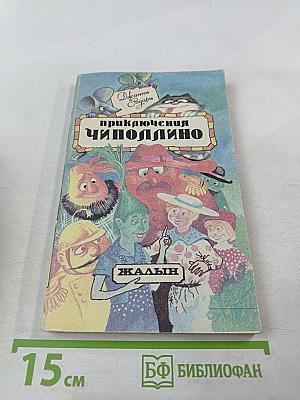 Джанни
Родари
ПРИКЛЮЧЕНИЯ
ЧИПОЛЛИНО
ЖАЛЫН
15 см
БФ БИБЛИОФАН